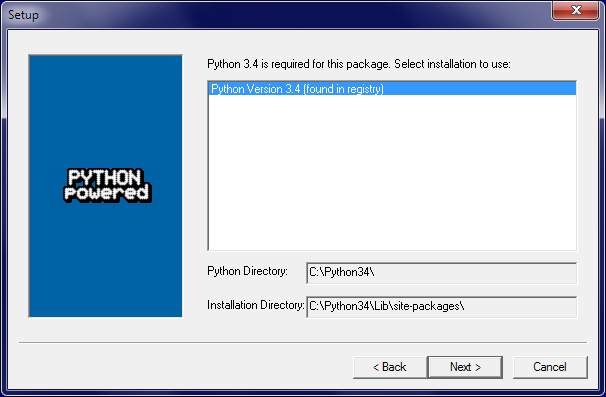 Setup
Python 3.4 is required for this package. Select installation to use:
Python Version 3.4 (found in registry)
PYTHON
powered
Python Directory:
C:\Python34\
Installation Directory:
C:\Python34\Lib\site-packages\
< Back
Next >
Cancel